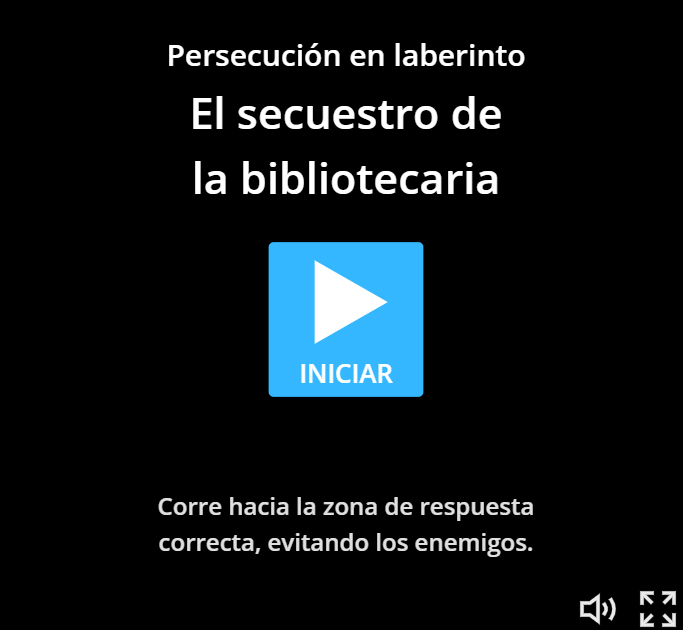 Persecución en laberinto
El secuestro de
la bibliotecaria
INICIAR
Corre hacia la zona de respuesta
correcta, evitando los enemigos.